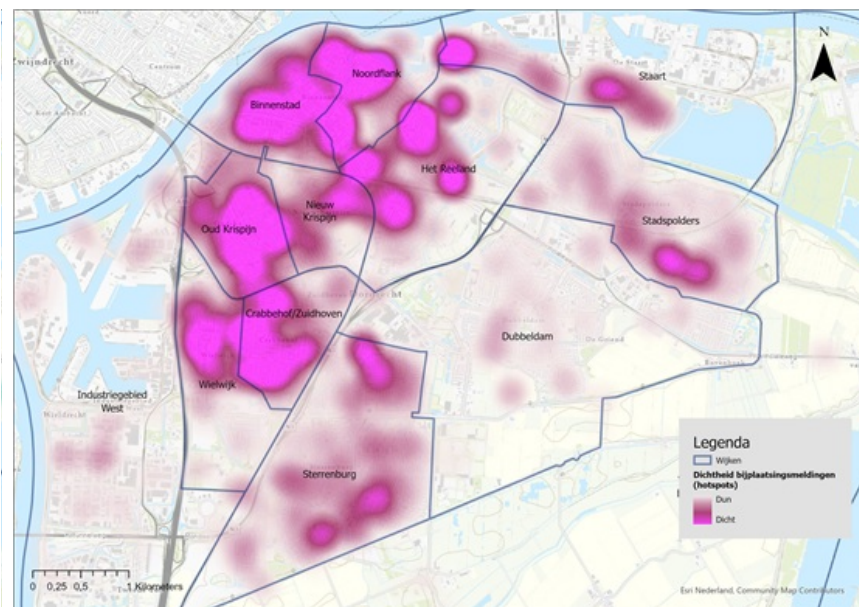 Zwijndrecht
N
Noordflank
Staart
Binnenstad
Het Reeland
Nieuw
Krispijn
Stadspolders
Oud Krispijn
Crabbehof/Zuidhoven
Dubbeldam
Wielwijk
Industriegebied
West
Sterrenburg
Legenda
Wijken
Dichtheid bijplaatsingsmeldingen
(hotspots)
Dun
Dicht
0 0,25 0,5 1 Kilometers
Esri Nederland, Community Map Contributors